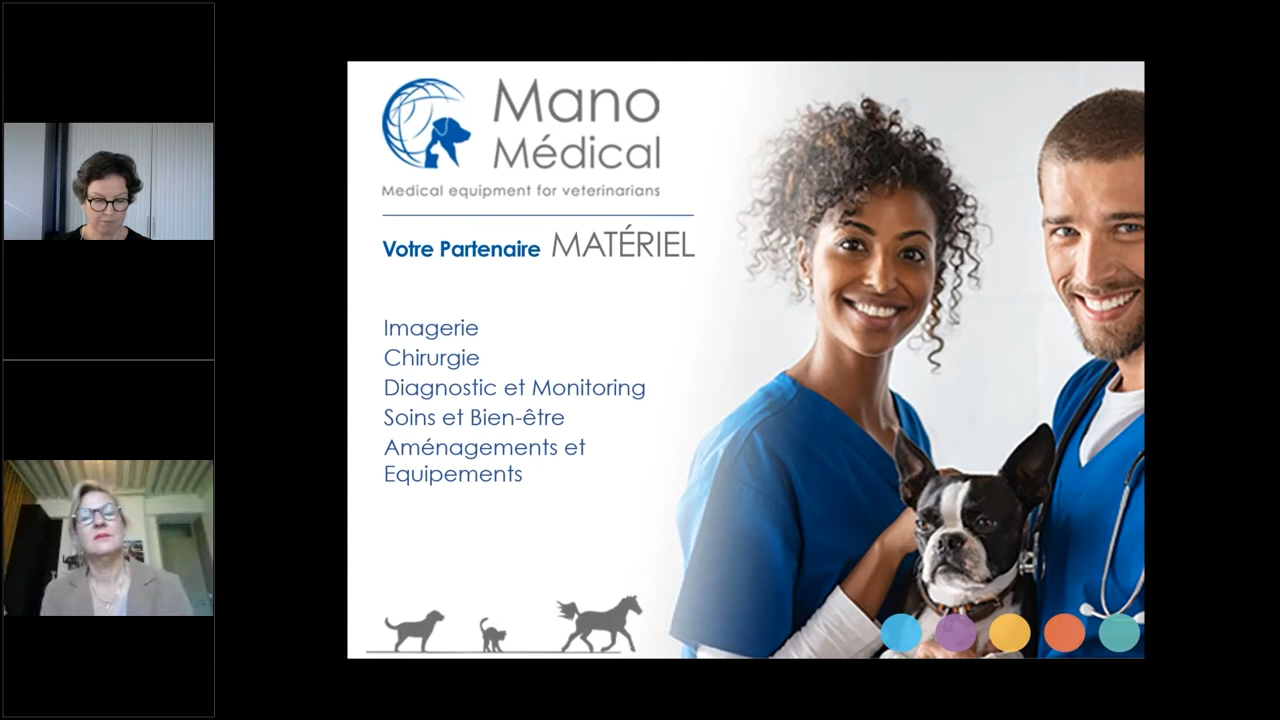 Mano
Médical
Medical equipment for veterinarians
Votre Partenaire MATÉRIEL
Imagerie
Chirurgie
Diagnostic et Monitoring
Soins et Bien-être
Aménagements et
Equipements